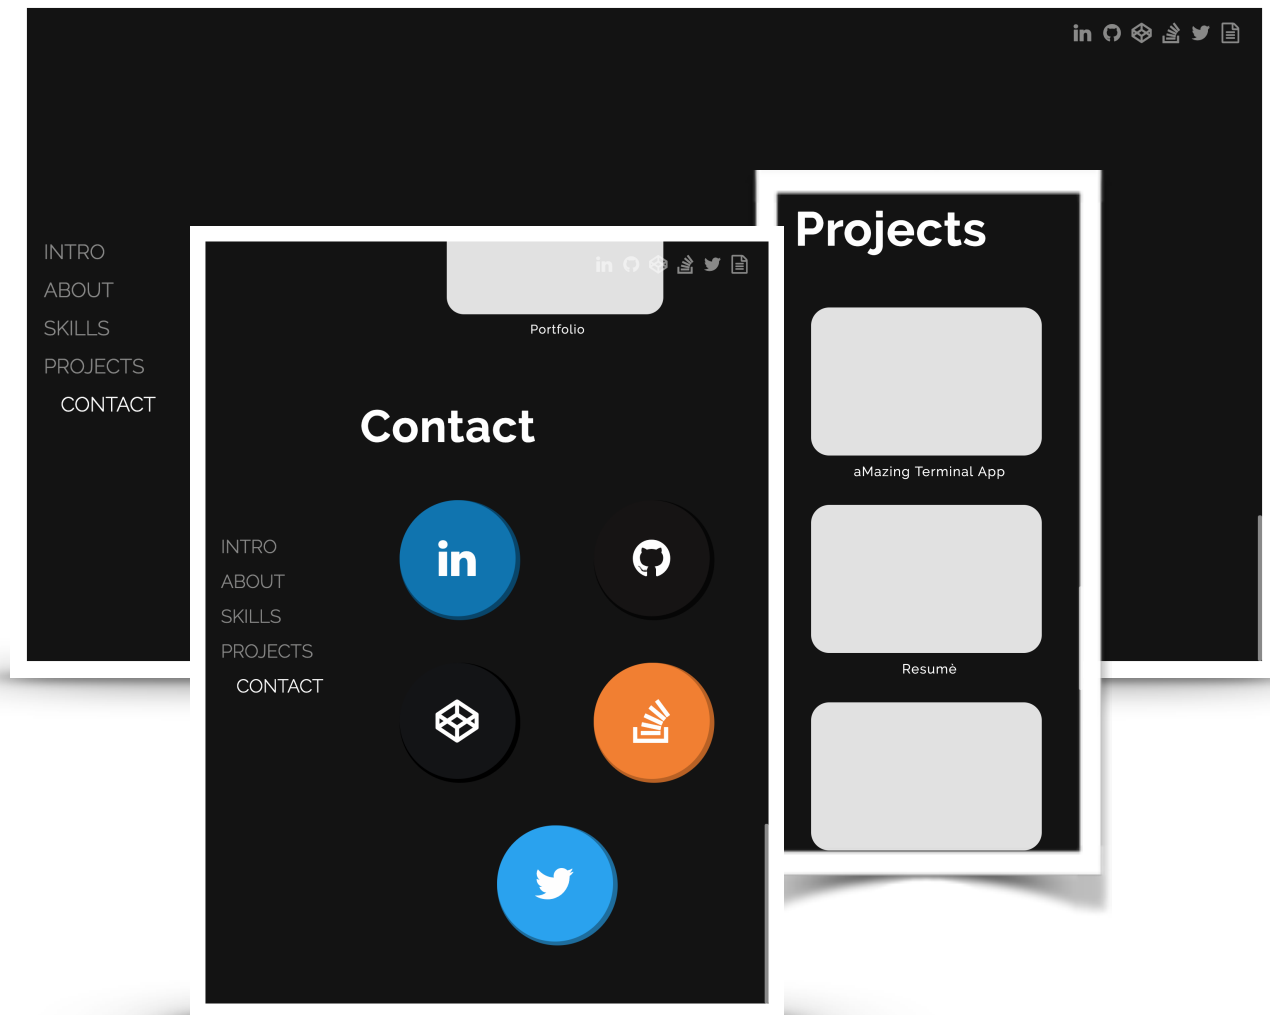 INTRO
ABOUT
SKILLS
PROJECTS
CONTACT
Portfolio
Contact
INTRO
ABOUT
SKILLS
PROJECTS
CONTACT
in
Projects
aMazing Terminal App
Resumè